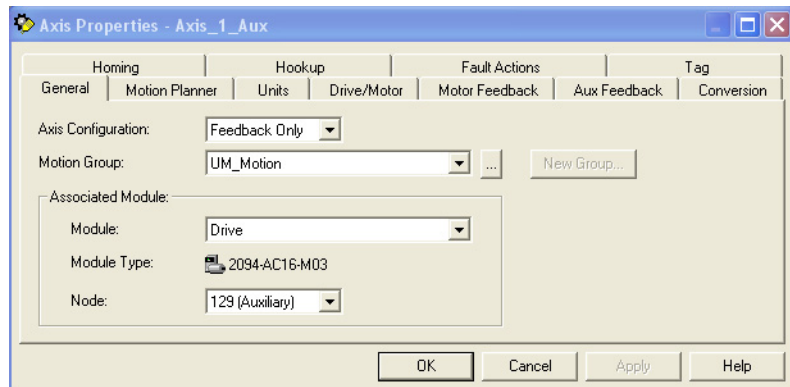 Axis Properties - Axis_1_Aux
Homing Hookup Fault Actions Tag
General Motion Planner Units Drive/Motor Motor Feedback Aux Feedback Conversion
Axis Configuration: Feedback Only
Motion Group: UM_Motion ... New Group...
Associated Module:
Module: Drive
Module Type: 2094-AC16-M03
Node: 129 (Auxiliary)
OK Cancel Apply Help